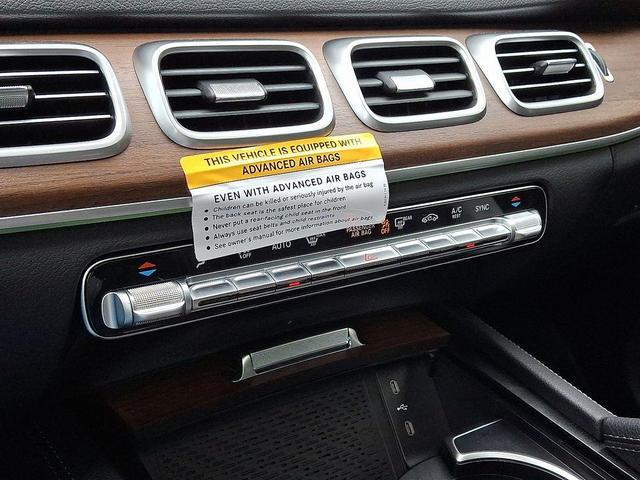 THIS VEHICLE IS EQUIPPED WITH
ADVANCED AIR BAGS
EVEN WITH ADVANCED AIR BAGS
• Children can be killed or seriously injured by the air bag
• The back seat is the safest place for children
• Never put a rear-facing child seat in the front
• Always use seat belts and child restraints
• See owner's manual for more information about air bags
OFF
AUTO
PASSENGER
AIR BAG
OFF
REAR
A/C
REST
SYNC